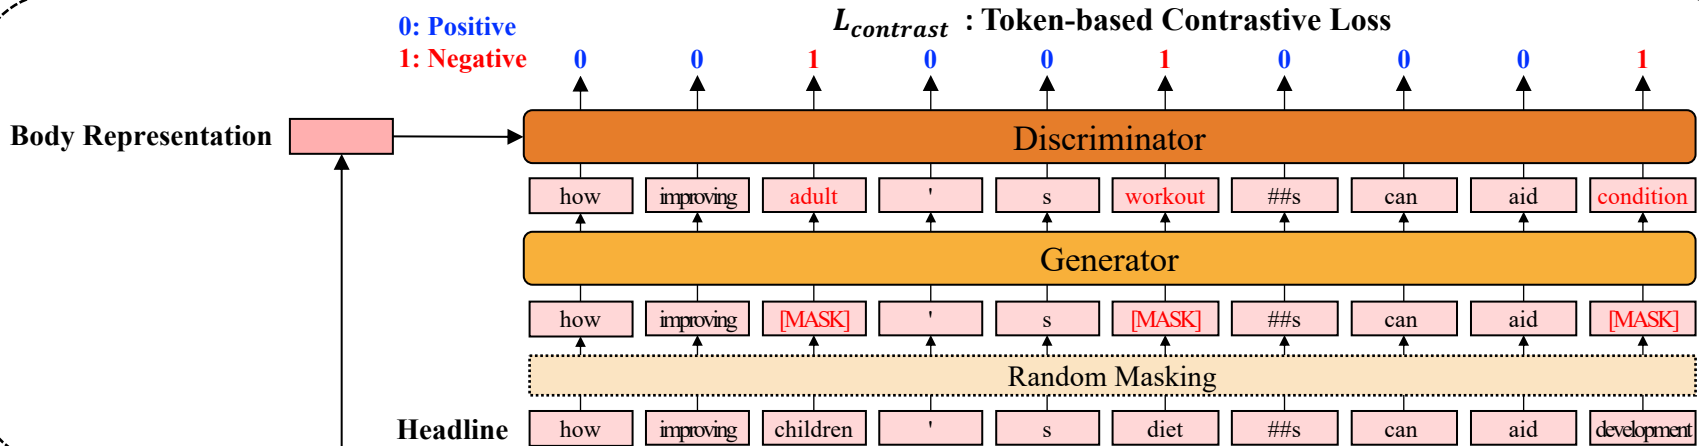 0: Positive
L_contrast : Token-based Contrastive Loss
1: Negative 0 0 1 0 0 1 0 0 0 1
Body Representation Discriminator
how improving adult ' s workout ##s can aid condition
Generator
how improving [MASK] ' s [MASK] ##s can aid [MASK]
Random Masking
Headline how improving children ' s diet ##s can aid development